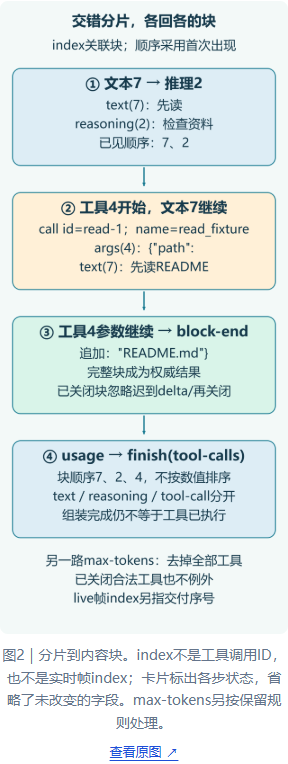 交错分片，各回各的块
index关联块；顺序采用首次出现
① 文本7 → 推理2
text(7)：先读
reasoning(2)：检查资料
已见顺序：7、2
② 工具4开始，文本7继续
call id=read-1；name=read_fixture
args(4)：{"path":
text(7)：先读README
③ 工具4参数继续 → block-end
追加："README.md"}
完整块成为权威结果
已关闭块忽略迟到delta/再关闭
④ usage → finish(tool-calls)
块顺序7、2、4，不按数值排序
text / reasoning / tool-call分开
组装完成仍不等于工具已执行
另一路max-tokens：去掉全部工具
已关闭合法工具也不例外
live帧index另指交付序号
图2｜分片到内容块。index不是工具调用ID，
也不是实时帧index；卡片标出各步状态，省
略了未改变的字段。max-tokens另按保留规
则处理。
查看原图 ↗